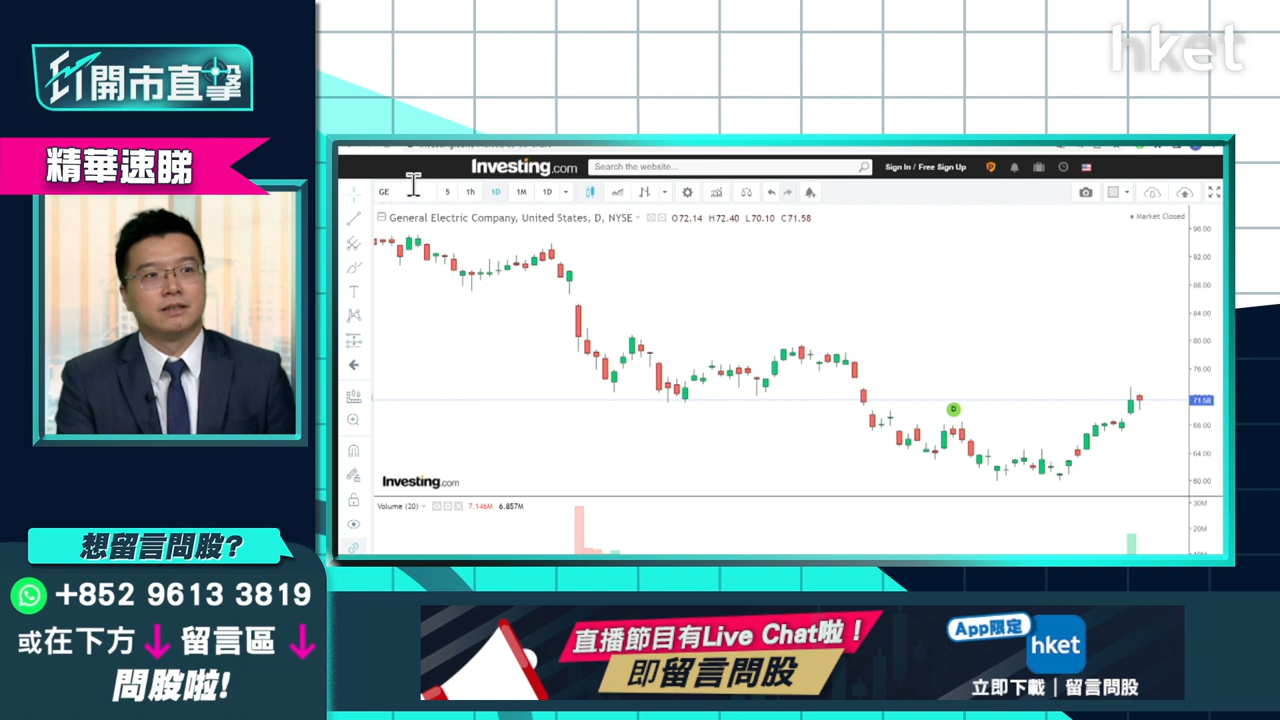 hket
ET開市直擊
精華速睇
Investing.com
Search the website...
Sign In / Free Sign Up
GE
5
1h
1D
1M
1D
General Electric Company, United States, D, NYSE
O72.14 H72.40 L70.10 C71.58
Market Closed
96.00
92.00
88.00
84.00
80.00
76.00
71.58
68.00
64.00
60.00
D
Investing.com
Volume (20)
7.146M 6.857M
30M
20M
想留言問股?
+852 9613 3819
或在下方 留言區
問股啦!
直播節目有Live Chat啦!
即留言問股
App限定
hket
立即下載｜留言問股